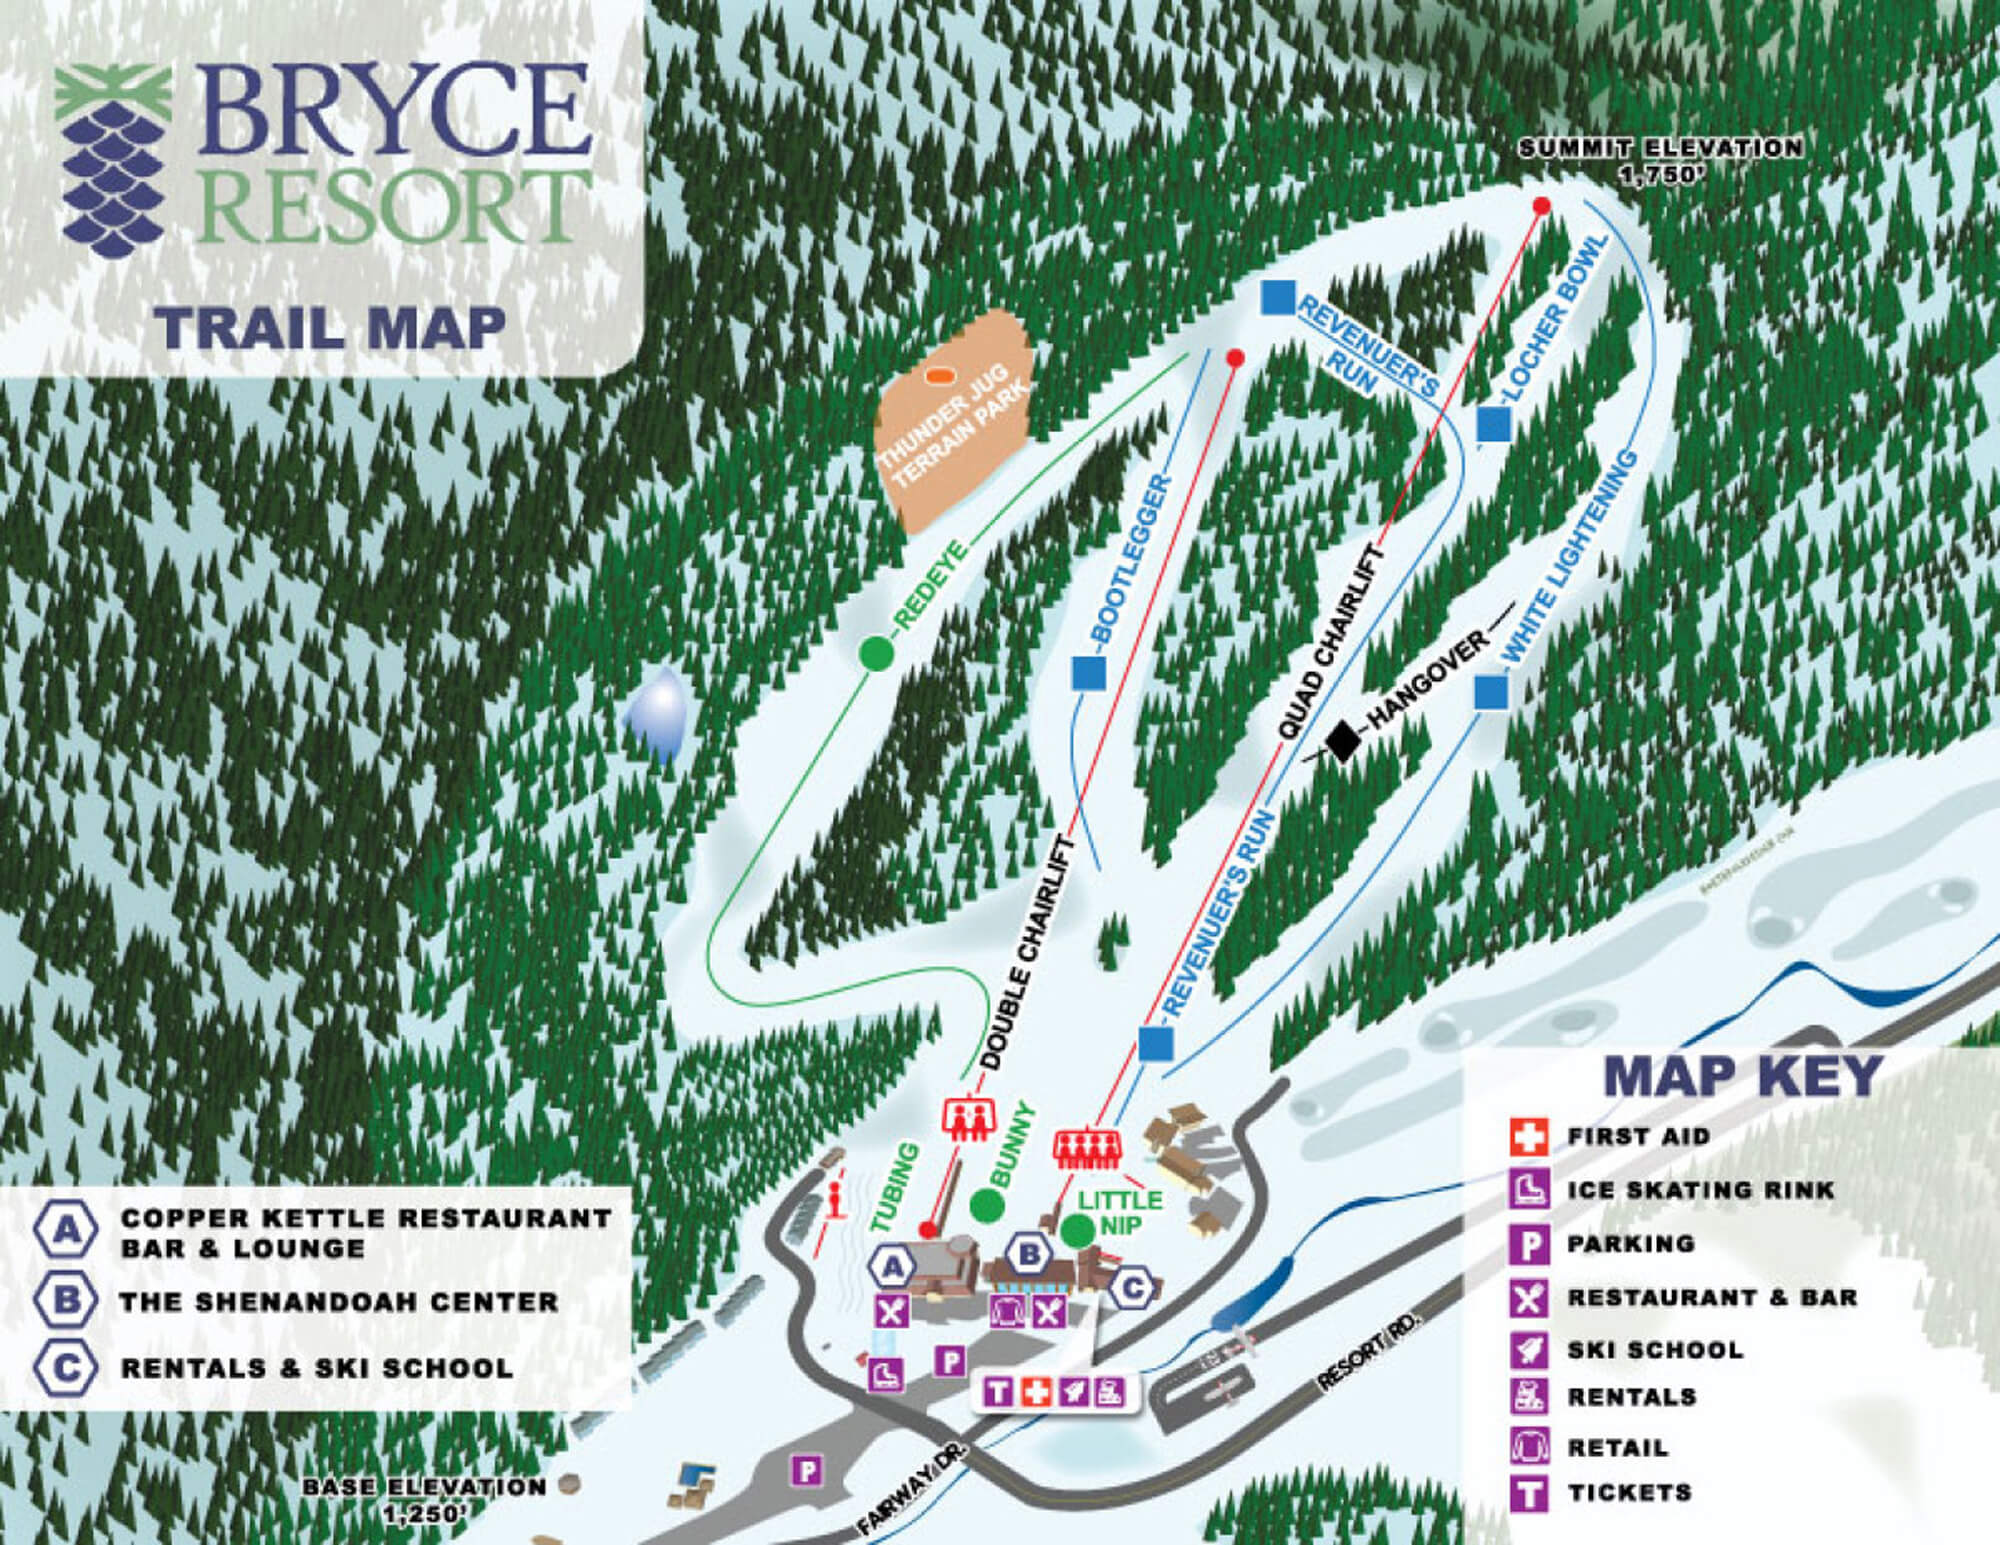 BRYCE
RESORT
TRAIL MAP
SUMMIT ELEVATION
1,750'
REVENUER'S
RUN
LOCHER BOWL
THUNDER JUG
TERRAIN PARK
REDEYE
BOOTLEGGER
QUAD CHAIRLIFT
WHITE LIGHTENING
HANGOVER
DOUBLE CHAIRLIFT
REVENUER'S RUN
BUNNY
TUBING
LITTLE
NIP
A
B
C
P
T
P
RESORT RD.
FAIRWAY DR.
A COPPER KETTLE RESTAURANT
BAR & LOUNGE
B THE SHENANDOAH CENTER
C RENTALS & SKI SCHOOL
BASE ELEVATION
1,250'
MAP KEY
FIRST AID
ICE SKATING RINK
P PARKING
RESTAURANT & BAR
SKI SCHOOL
RENTALS
RETAIL
T TICKETS